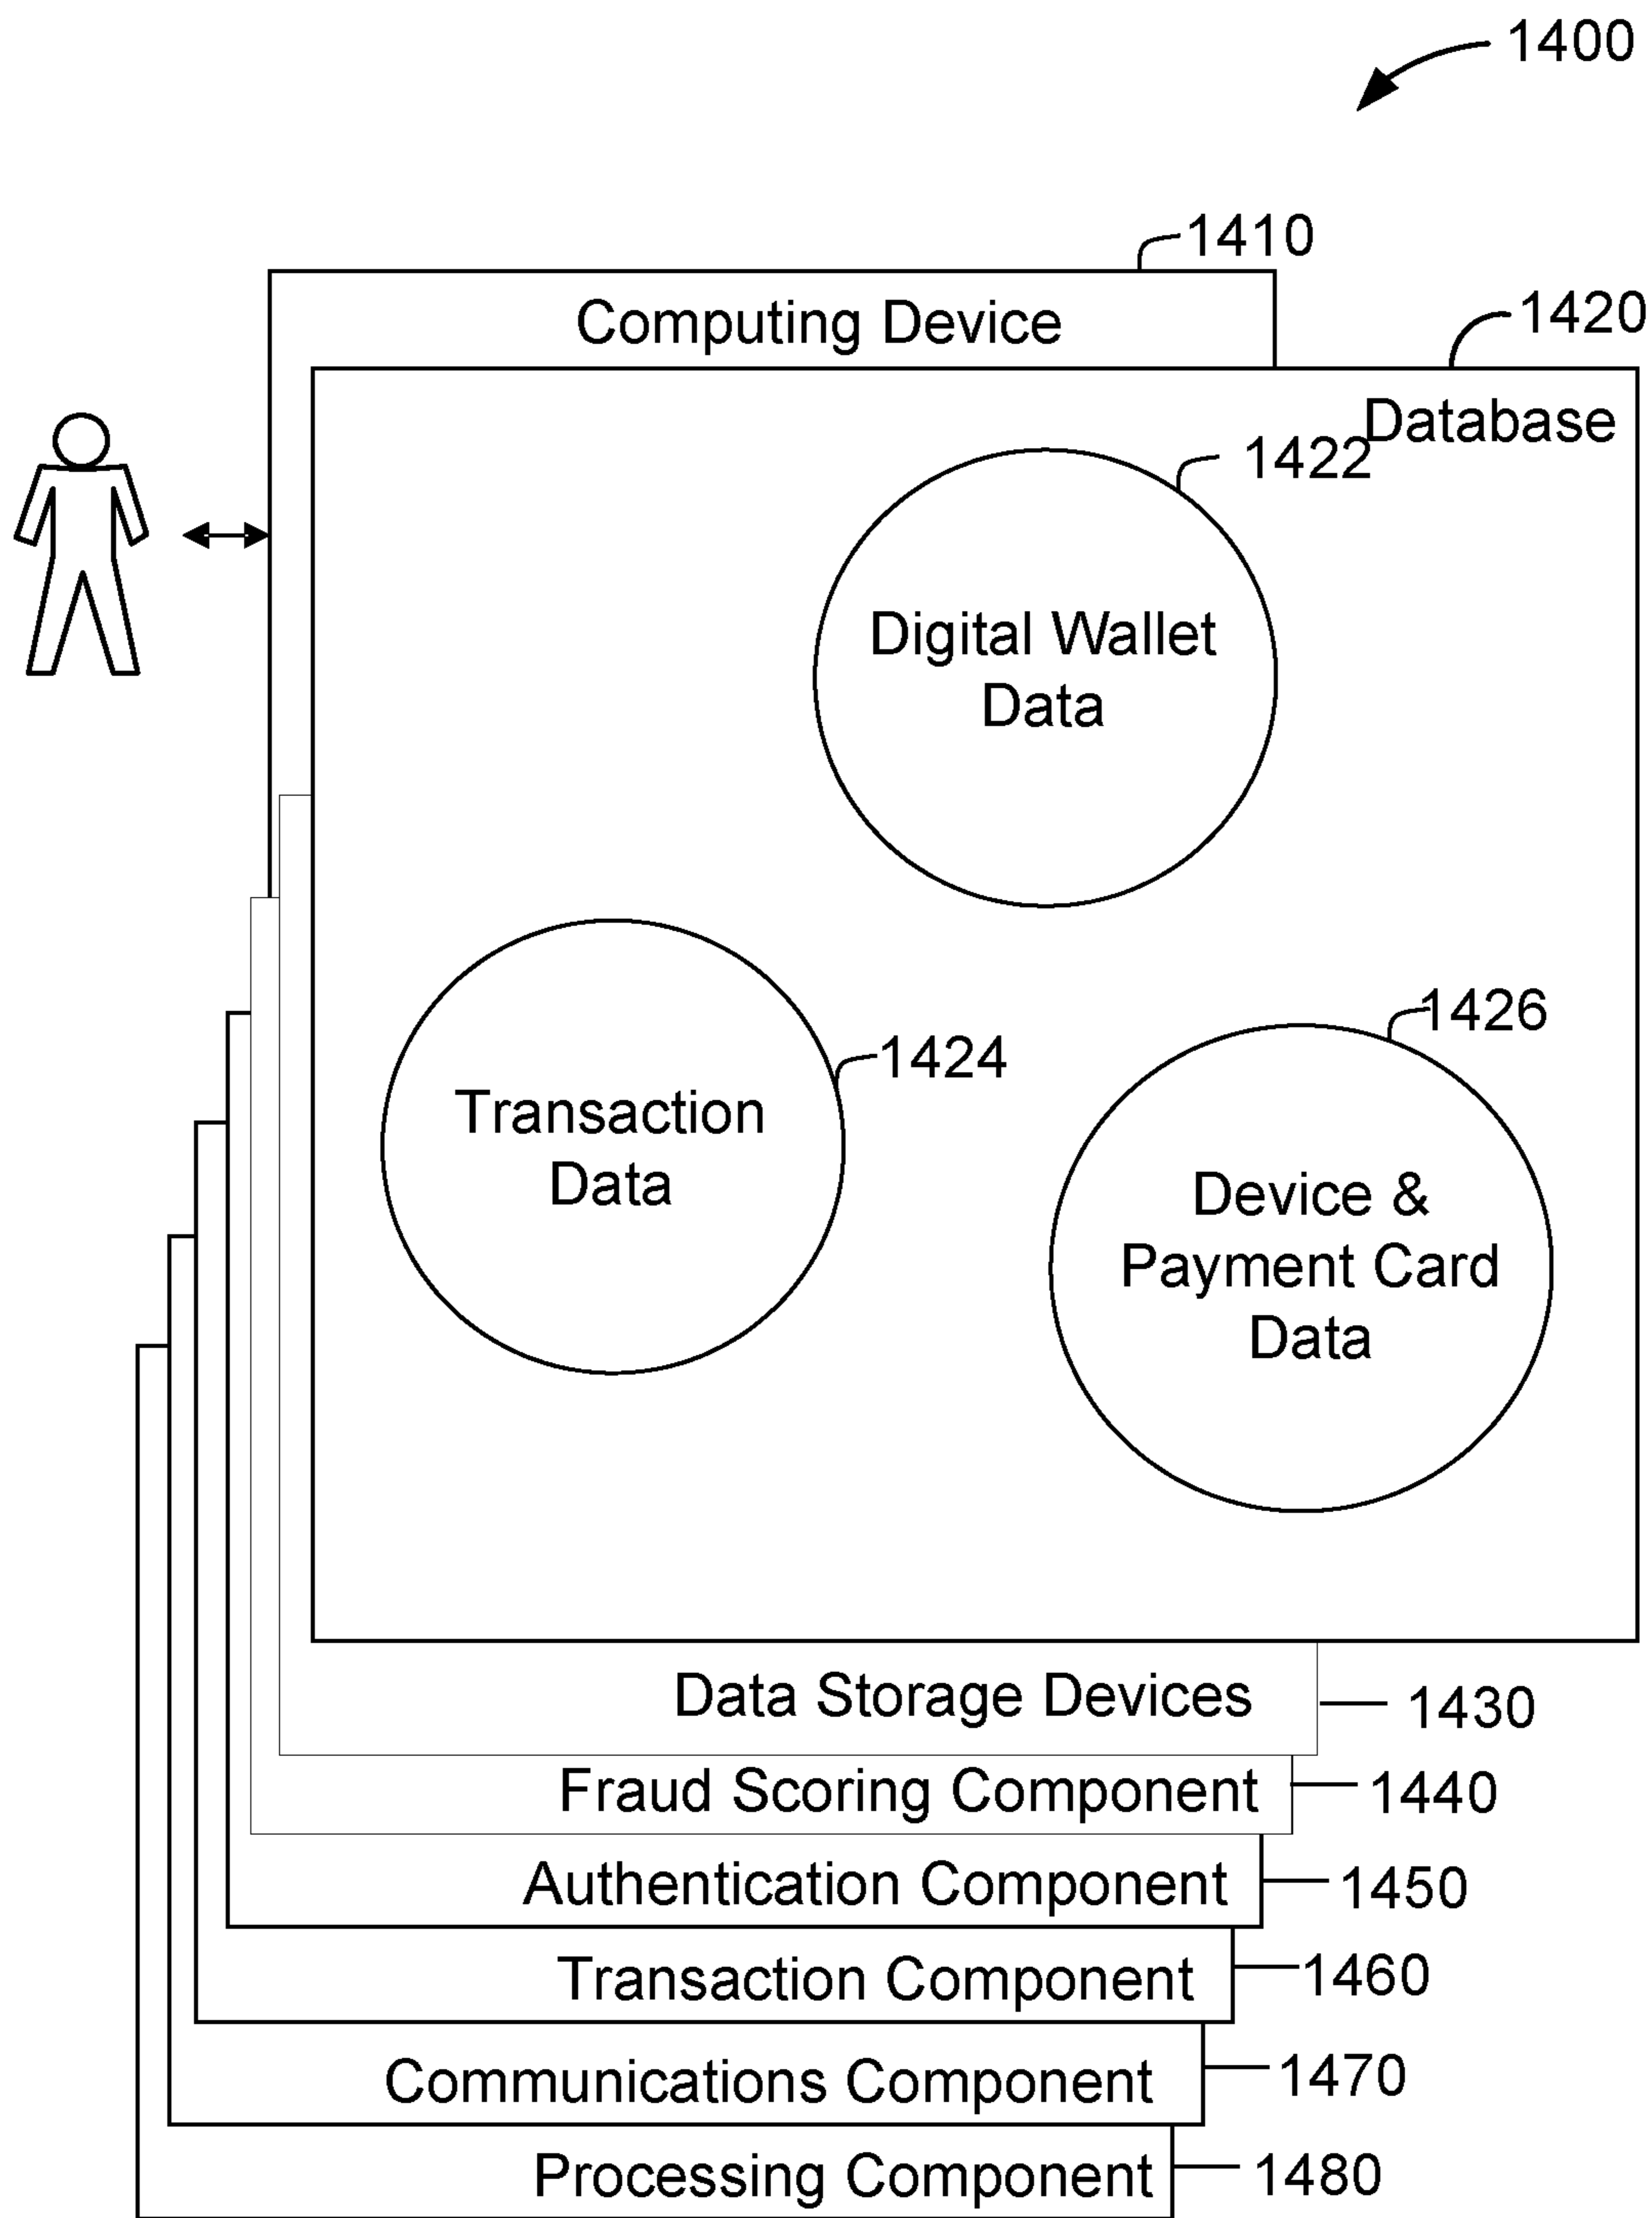 1400
1410
Computing Device
1420
Database
1422
Digital Wallet
Data
1426
1424
Transaction
Data
Device &
Payment Card
Data
Data Storage Devices
1430
Fraud Scoring Component
1440
Authentication Component
1450
Transaction Component
1460
Communications Component
1470
Processing Component
1480